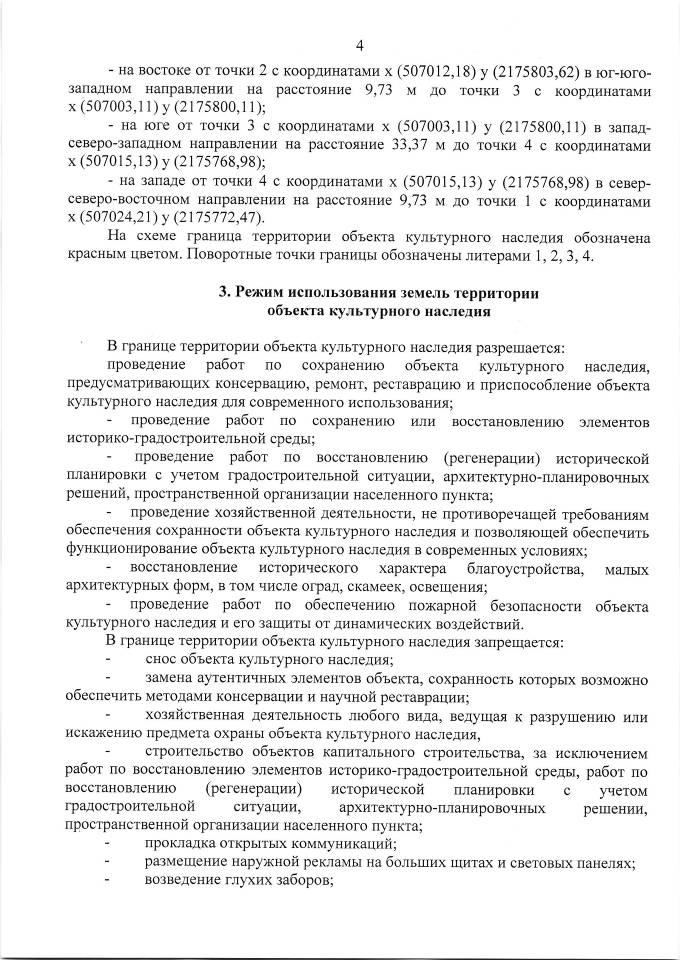 4
- на востоке от точки 2 с координатами х (507012,18) у (2175803,62) в юг-юго-
западном направлении на расстояние 9,73 м до точки 3 с координатами
х (507003,11) у (2175800,11);
- на юге от точки 3 с координатами х (507003,11) у (2175800,11) в запад-
северо-западном направлении на расстояние 33,37 м до точки 4 с координатами
х (507015,13) у (2175768,98);
- на западе от точки 4 с координатами х (507015,13) у (2175768,98) в север-
северо-восточном направлении на расстояние 9,73 м до точки 1 с координатами
х (507024,21) у (2175772,47).
На схеме граница территории объекта культурного наследия обозначена
красным цветом. Поворотные точки границы обозначены литерами 1, 2, 3, 4.
3. Режим использования земель территории
объекта культурного наследия
В границе территории объекта культурного наследия разрешается:
проведение работ по сохранению объекта культурного наследия,
предусматривающих консервацию, ремонт, реставрацию и приспособление объекта
культурного наследия для современного использования;
- проведение работ по сохранению или восстановлению элементов
историко-градостроительной среды;
- проведение работ по восстановлению (регенерации) исторической
планировки с учетом градостроительной ситуации, архитектурно-планировочных
решений, пространственной организации населенного пункта;
- проведение хозяйственной деятельности, не противоречащей требованиям
обеспечения сохранности объекта культурного наследия и позволяющей обеспечить
функционирование объекта культурного наследия в современных условиях;
- восстановление исторического характера благоустройства, малых
архитектурных форм, в том числе оград, скамеек, освещения;
- проведение работ по обеспечению пожарной безопасности объекта
культурного наследия и его защиты от динамических воздействий.
В границе территории объекта культурного наследия запрещается:
- снос объекта культурного наследия;
- замена аутентичных элементов объекта, сохранность которых возможно
обеспечить методами консервации и научной реставрации;
- хозяйственная деятельность любого вида, ведущая к разрушению или
искажению предмета охраны объекта культурного наследия,
- строительство объектов капитального строительства, за исключением
работ по восстановлению элементов историко-градостроительной среды, работ по
восстановлению (регенерации) исторической планировки с учетом
градостроительной ситуации, архитектурно-планировочных решении,
пространственной организации населенного пункта;
- прокладка открытых коммуникаций;
- размещение наружной рекламы на больших щитах и световых панелях;
- возведение глухих заборов;